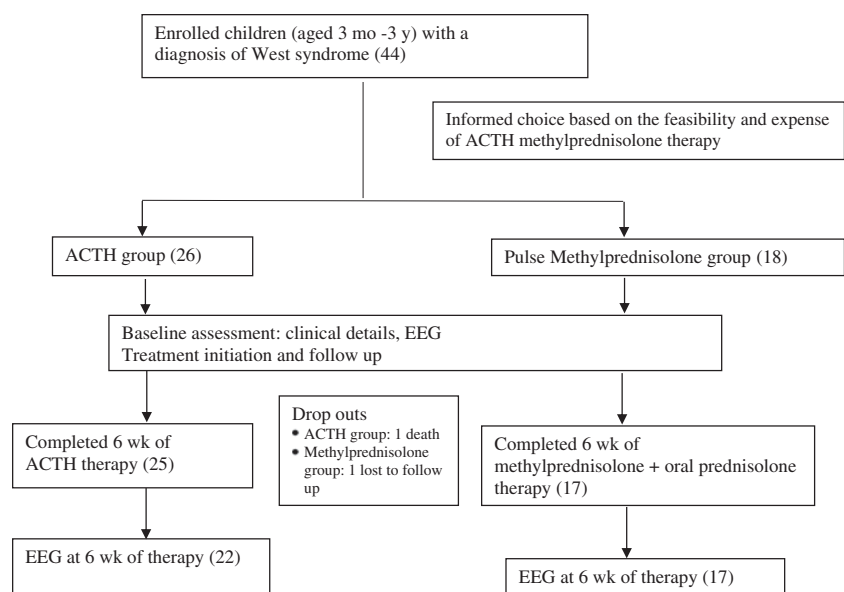 Enrolled children (aged 3 mo -3 y) with a
diagnosis of West syndrome (44)
Informed choice based on the feasibility and expense
of ACTH methylprednisolone therapy
ACTH group (26)
Pulse Methylprednisolone group (18)
Baseline assessment: clinical details, EEG
Treatment initiation and follow up
Drop outs
● ACTH group: 1 death
● Methylprednisolone
group: 1 lost to follow
up
Completed 6 wk of
ACTH therapy (25)
Completed 6 wk of
methylprednisolone + oral prednisolone
therapy (17)
EEG at 6 wk of therapy (22)
EEG at 6 wk of therapy (17)